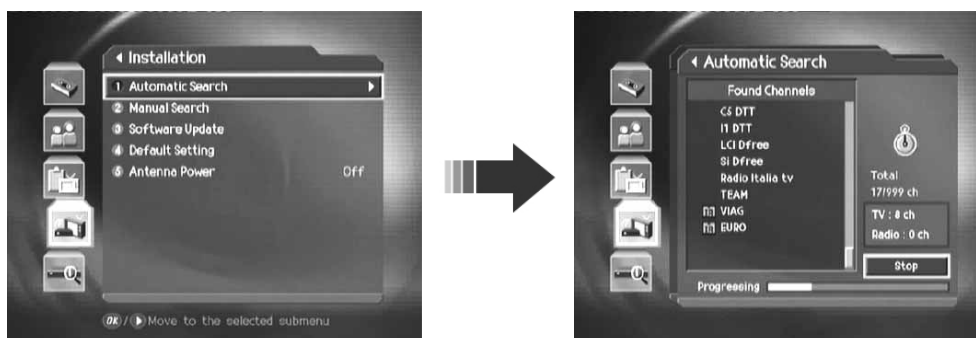 Installation
1 Automatic Search
2 Manual Search
3 Software Update
4 Default Setting
5 Antenna Power Off
OK / Move to the selected submenu
Automatic Search
Found Channels
C5 DTT
I1 DTT
LCI Dfree
Si Dfree
Radio Italia tv
TEAM
VIAG
EURO
Total
17/999 ch
TV : 8 ch
Radio : 0 ch
Stop
Progressing